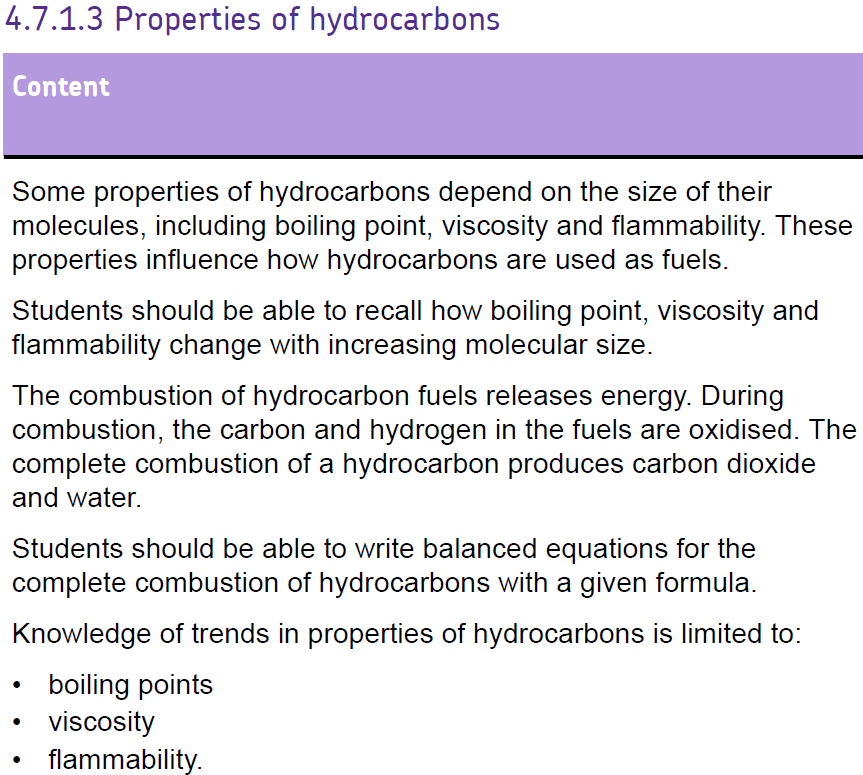 4.7.1.3 Properties of hydrocarbons
Content
Some properties of hydrocarbons depend on the size of their
molecules, including boiling point, viscosity and flammability. These
properties influence how hydrocarbons are used as fuels.
Students should be able to recall how boiling point, viscosity and
flammability change with increasing molecular size.
The combustion of hydrocarbon fuels releases energy. During
combustion, the carbon and hydrogen in the fuels are oxidised. The
complete combustion of a hydrocarbon produces carbon dioxide
and water.
Students should be able to write balanced equations for the
complete combustion of hydrocarbons with a given formula.
Knowledge of trends in properties of hydrocarbons is limited to:
• boiling points
• viscosity
• flammability.